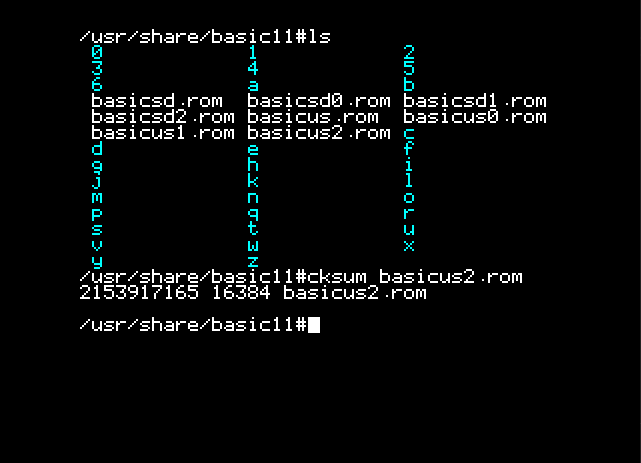 /usr/share/basic11#ls
0 1 2
3 4 5
6 a b
basicsd.rom basicsd0.rom basicsd1.rom
basicsd2.rom basicus.rom basicus0.rom
basicus1.rom basicus2.rom c
d e f
g h i
j k l
m n o
p q r
s t u
v w x
y z
/usr/share/basic11#cksum basicus2.rom
2153917165 16384 basicus2.rom
/usr/share/basic11#